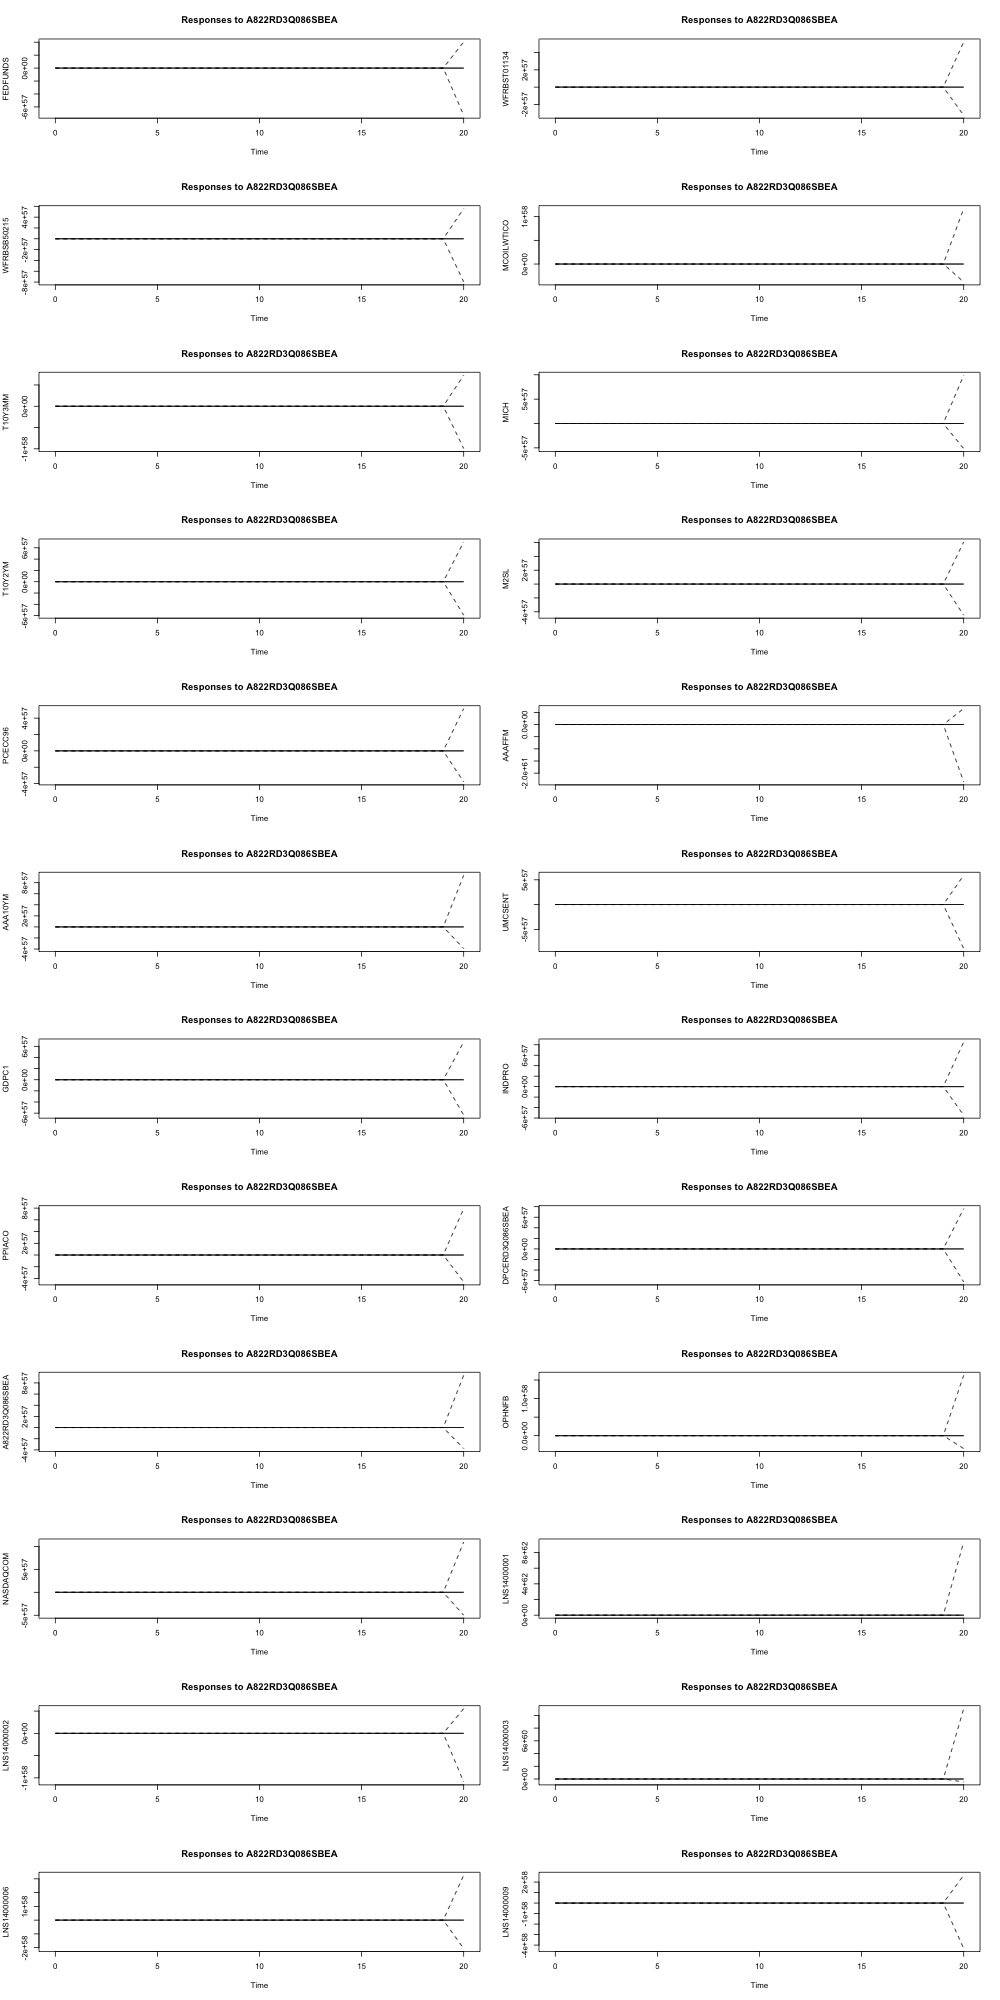 Responses to A822RD3Q086SBEA
FEDFUNDS
-6e+57 0e+00
0 5 10 15 20
Time
Responses to A822RD3Q086SBEA
WFRBST01134
-2e+57 2e+57
0 5 10 15 20
Time
Responses to A822RD3Q086SBEA
WFRBSB50215
-8e+57 -2e+57 4e+57
0 5 10 15 20
Time
Responses to A822RD3Q086SBEA
MCOILWTICO
0e+00 1e+58
0 5 10 15 20
Time
Responses to A822RD3Q086SBEA
T10Y3MM
-1e+58 0e+00
0 5 10 15 20
Time
Responses to A822RD3Q086SBEA
MICH
-5e+57 5e+57
0 5 10 15 20
Time
Responses to A822RD3Q086SBEA
T10Y2YM
-6e+57 0e+00 6e+57
0 5 10 15 20
Time
Responses to A822RD3Q086SBEA
M2SL
-4e+57 2e+57
0 5 10 15 20
Time
Responses to A822RD3Q086SBEA
PCECC96
-4e+57 0e+00 4e+57
0 5 10 15 20
Time
Responses to A822RD3Q086SBEA
AAAFFM
-2.0e+61 0.0e+00
0 5 10 15 20
Time
Responses to A822RD3Q086SBEA
AAA10YM
-4e+57 2e+57 8e+57
0 5 10 15 20
Time
Responses to A822RD3Q086SBEA
UMCSENT
-5e+57 5e+57
0 5 10 15 20
Time
Responses to A822RD3Q086SBEA
GDPC1
-6e+57 0e+00 6e+57
0 5 10 15 20
Time
Responses to A822RD3Q086SBEA
INDPRO
-6e+57 0e+00 6e+57
0 5 10 15 20
Time
Responses to A822RD3Q086SBEA
PPIACO
-4e+57 2e+57 8e+57
0 5 10 15 20
Time
Responses to A822RD3Q086SBEA
DPCERD3Q086SBEA
-6e+57 0e+00 6e+57
0 5 10 15 20
Time
Responses to A822RD3Q086SBEA
A822RD3Q086SBEA
-4e+57 2e+57 8e+57
0 5 10 15 20
Time
Responses to A822RD3Q086SBEA
OPHNFB
0.0e+00 1.0e+58
0 5 10 15 20
Time
Responses to A822RD3Q086SBEA
NASDAQCOM
-5e+57 5e+57
0 5 10 15 20
Time
Responses to A822RD3Q086SBEA
LNS14000001
0e+00 4e+62 8e+62
0 5 10 15 20
Time
Responses to A822RD3Q086SBEA
LNS14000002
-1e+58 0e+00
0 5 10 15 20
Time
Responses to A822RD3Q086SBEA
LNS14000003
0e+00 6e+60
0 5 10 15 20
Time
Responses to A822RD3Q086SBEA
LNS14000006
-2e+58 1e+58
0 5 10 15 20
Time
Responses to A822RD3Q086SBEA
LNS14000009
-4e+58 -1e+58 2e+58
0 5 10 15 20
Time